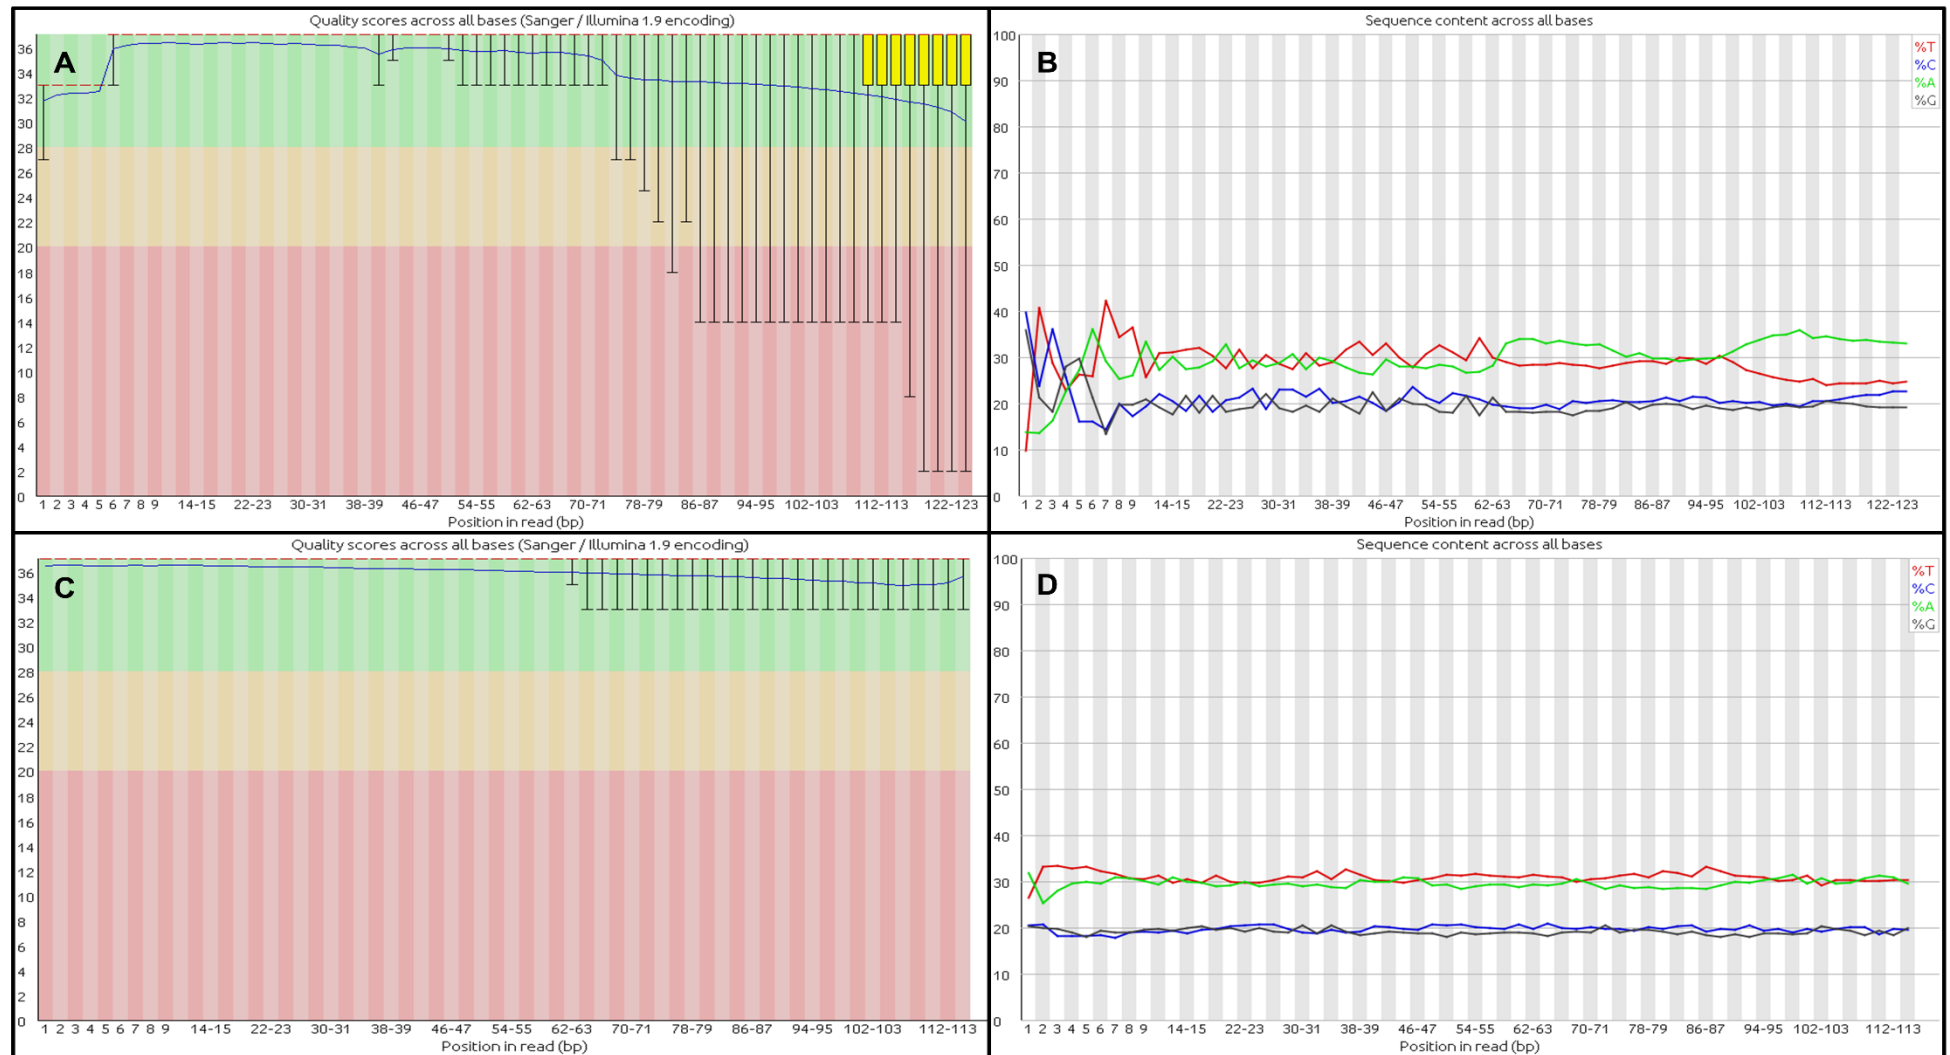 Quality scores across all bases (Sanger / Illumina 1.9 encoding)
A
36
34
32
30
28
26
24
22
20
18
16
14
12
10
8
6
4
2
0
1 2 3 4 5 6 7 8 9 14-15 22-23 30-31 38-39 46-47 54-55 62-63 70-71 78-79 86-87 94-95 102-103 112-113 122-123
Position in read (bp)
Sequence content across all bases
B
%T
%C
%A
%G
100
90
80
70
60
50
40
30
20
10
0
1 2 3 4 5 6 7 8 9 14-15 22-23 30-31 38-39 46-47 54-55 62-63 70-71 78-79 86-87 94-95 102-103 112-113 122-123
Position in read (bp)
Quality scores across all bases (Sanger / Illumina 1.9 encoding)
C
36
34
32
30
28
26
24
22
20
18
16
14
12
10
8
6
4
2
0
1 2 3 4 5 6 7 8 9 14-15 22-23 30-31 38-39 46-47 54-55 62-63 70-71 78-79 86-87 94-95 102-103 112-113
Position in read (bp)
Sequence content across all bases
D
%T
%C
%A
%G
100
90
80
70
60
50
40
30
20
10
0
1 2 3 4 5 6 7 8 9 14-15 22-23 30-31 38-39 46-47 54-55 62-63 70-71 78-79 86-87 94-95 102-103 112-113
Position in read (bp)